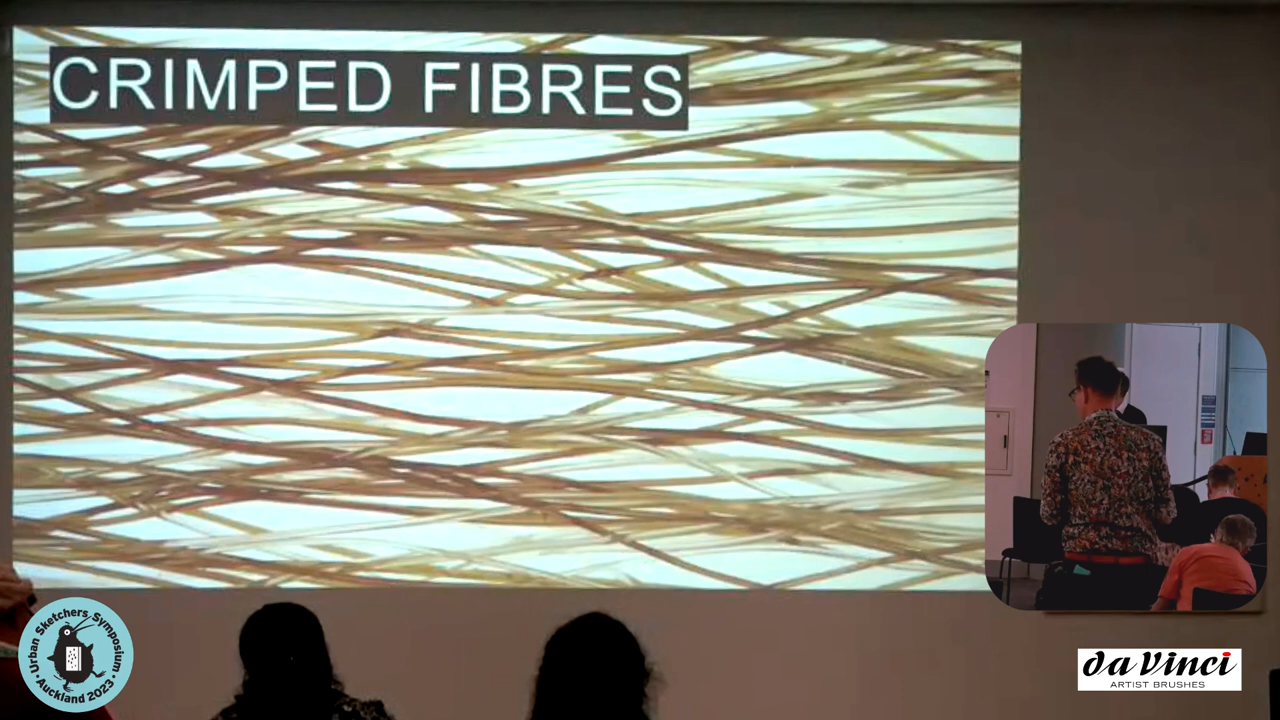 CRIMPED FIBRES
Urban Sketchers Symposium
Auckland 2023
da Vinci
ARTIST BRUSHES